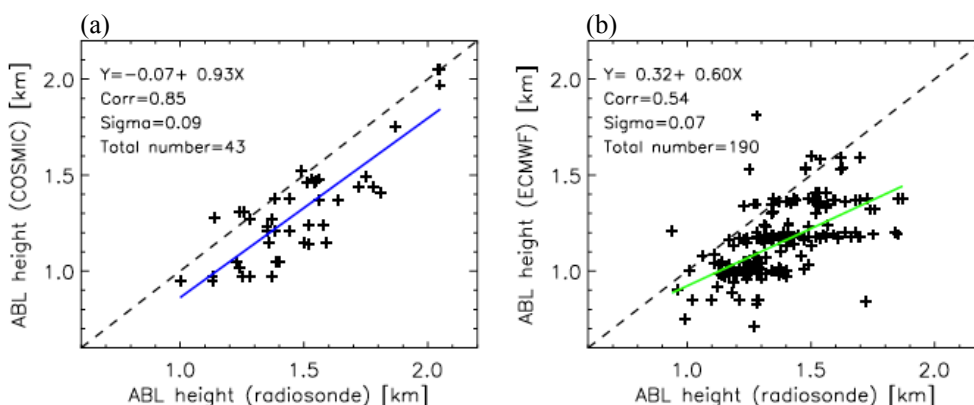 (a)
Y=−0.07+ 0.93X
Corr=0.85
Sigma=0.09
Total number=43
ABL height (COSMIC) [km]
2.0
1.5
1.0
1.0 1.5 2.0
ABL height (radiosonde) [km]
(b)
Y= 0.32+ 0.60X
Corr=0.54
Sigma=0.07
Total number=190
ABL height (ECMWF) [km]
2.0
1.5
1.0
1.0 1.5 2.0
ABL height (radiosonde) [km]